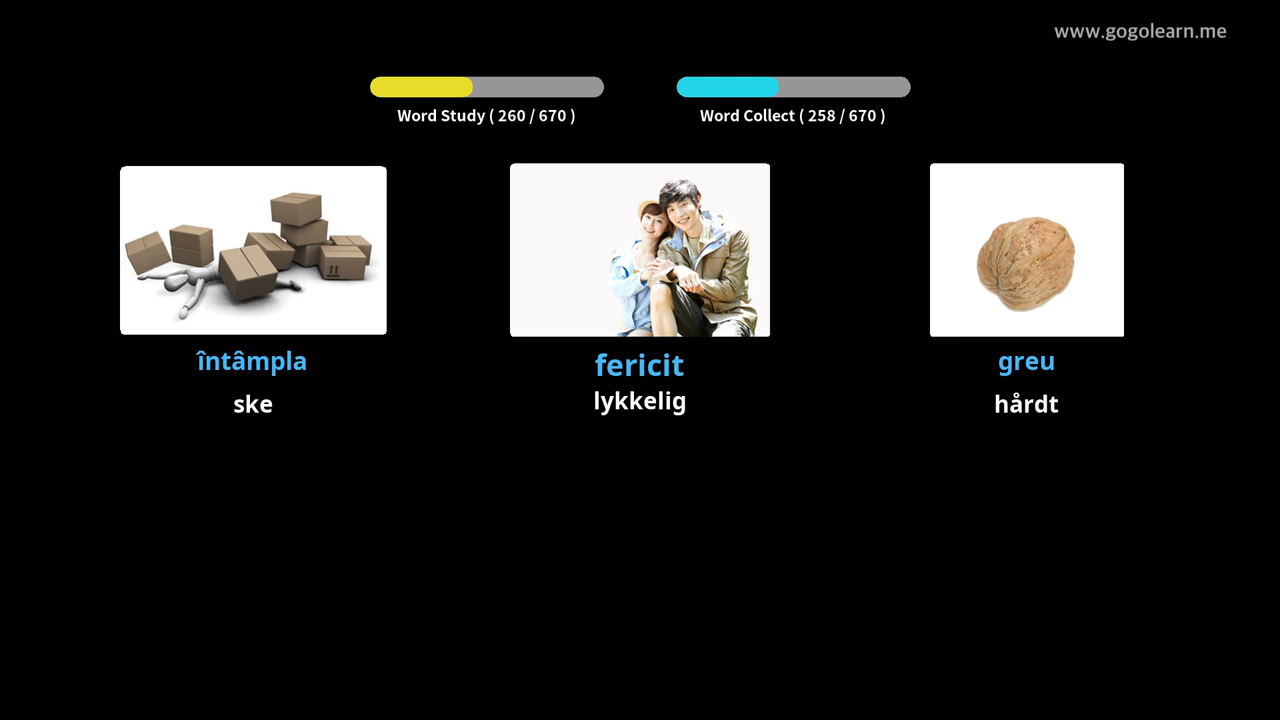 www.gogolearn.me
Word Study ( 260 / 670 )
Word Collect ( 258 / 670 )
întâmpla
fericit
greu
ske
lykkelig
hårdt